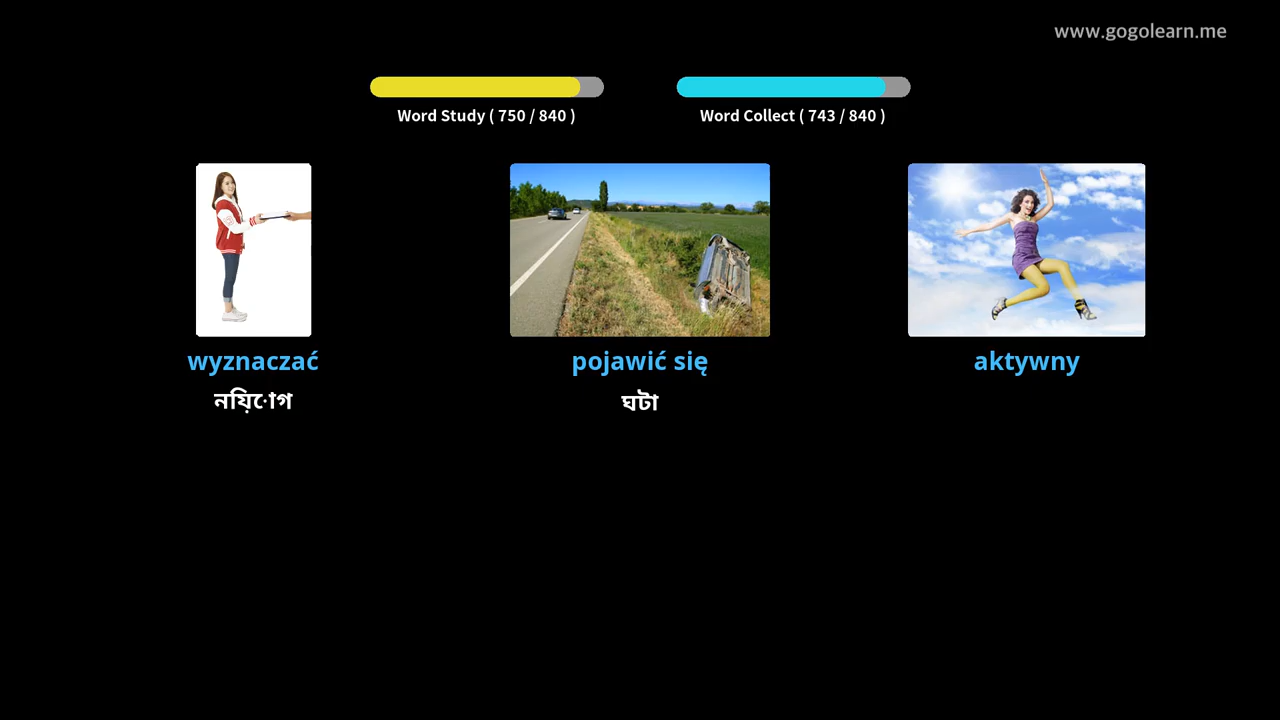 www.gogolearn.me
Word Study ( 750 / 840 )
Word Collect ( 743 / 840 )
wyznaczać
pojawić się
aktywny
নিয়োগ
ঘটা